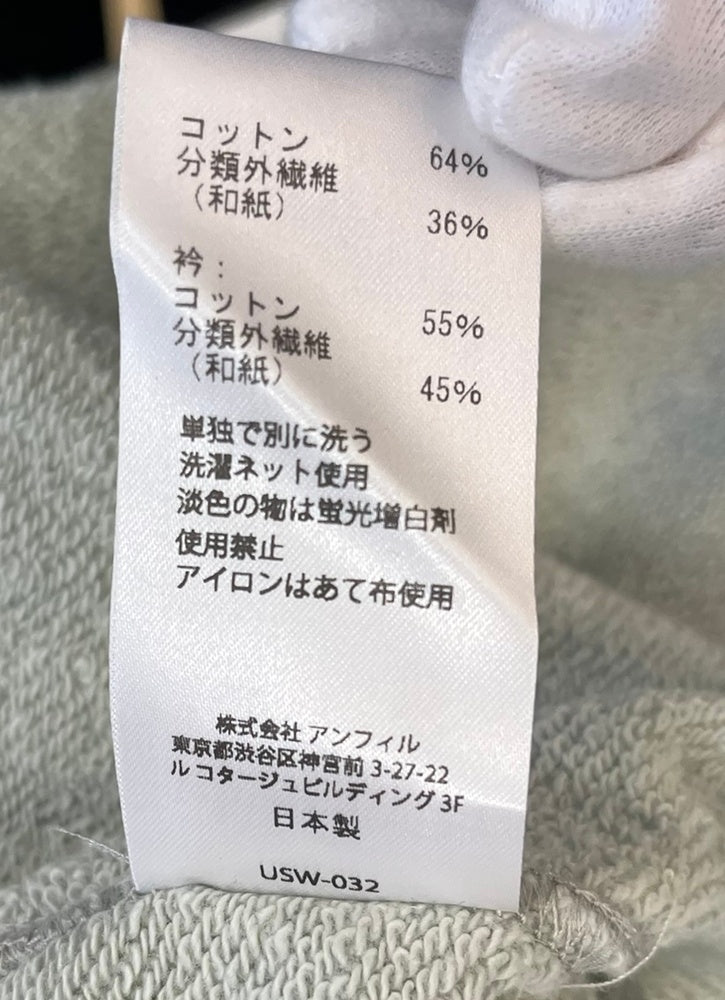 コットン 64%
分類外繊維
（和紙） 36%
衿：
コットン 55%
分類外繊維
（和紙） 45%
単独で別に洗う
洗濯ネット使用
淡色の物は蛍光増白剤
使用禁止
アイロンはあて布使用
株式会社 アンフィル
東京都渋谷区神宮前 3-27-22
ル コタージュビルディング 3F
日本製
USW-032